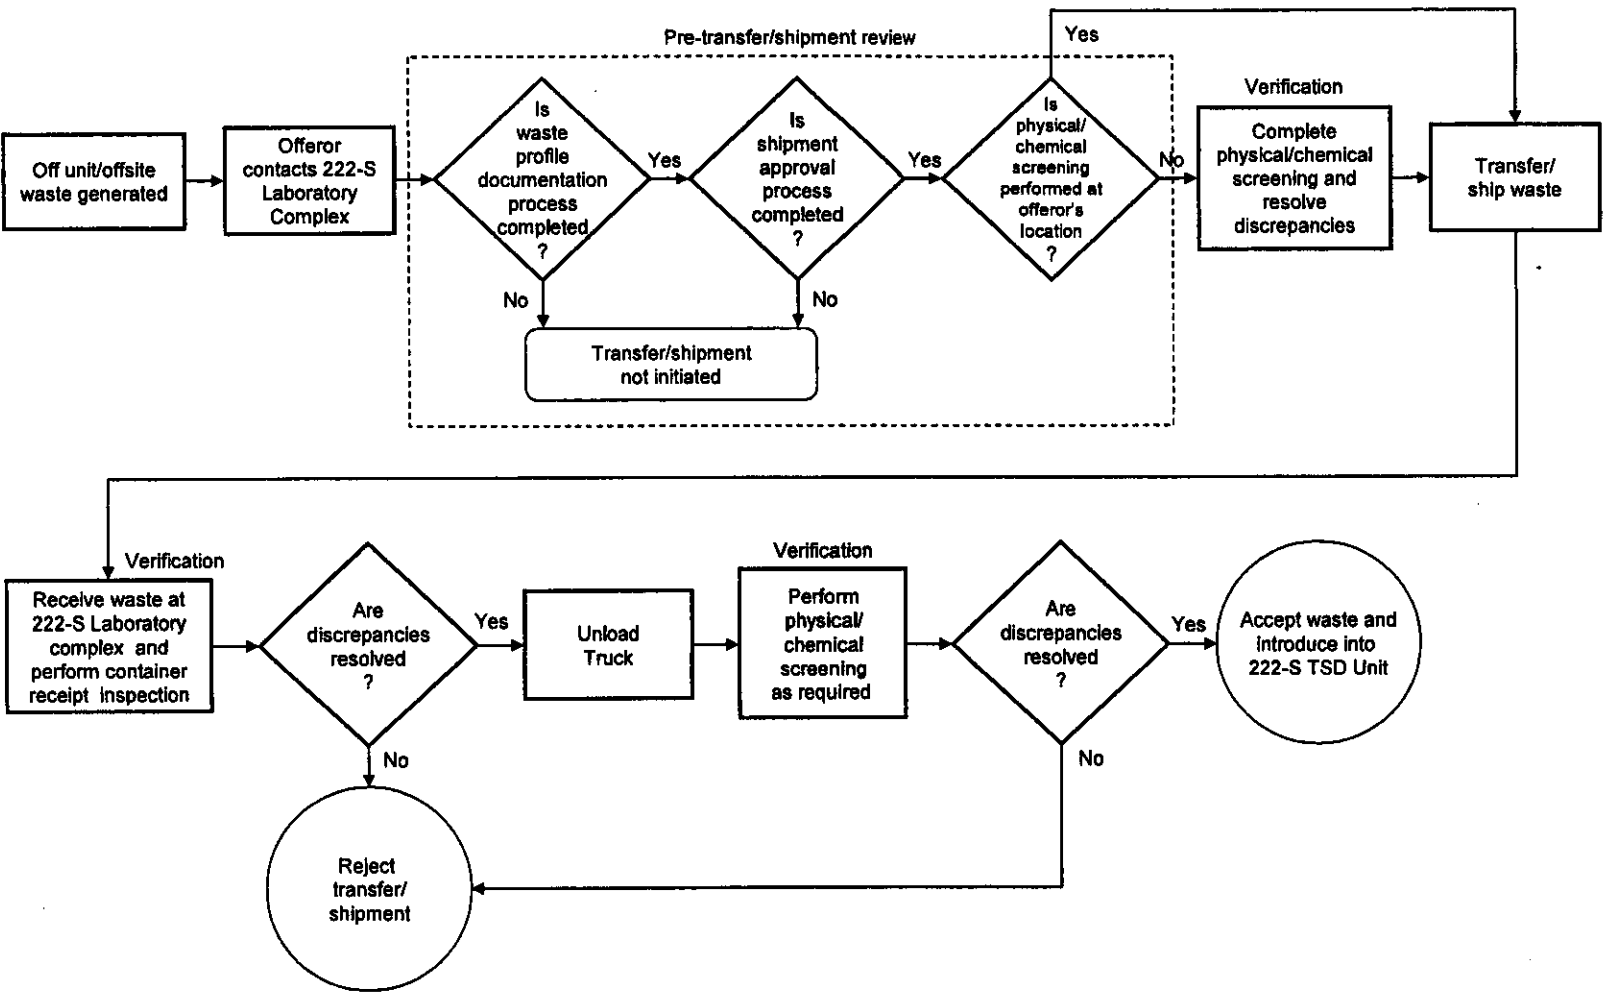 Pre-transfer/shipment review
Yes
Off unit/offsite
waste generated
Offeror
contacts 222-S
Laboratory
Complex
Is
waste
profile
documentation
process
completed
?
Yes
No
Is
shipment
approval
process
completed
?
Yes
No
Transfer/shipment
not initiated
Is
physical/
chemical
screening
performed at
offeror's
location
?
No
Verification
Complete
physical/chemical
screening and
resolve
discrepancies
Transfer/
ship waste
Verification
Receive waste at
222-S Laboratory
complex and
perform container
receipt inspection
Are
discrepancies
resolved
?
Yes
No
Unload
Truck
Verification
Perform
physical/
chemical
screening
as required
Are
discrepancies
resolved
?
Yes
No
Accept waste and
introduce into
222-S TSD Unit
Reject
transfer/
shipment